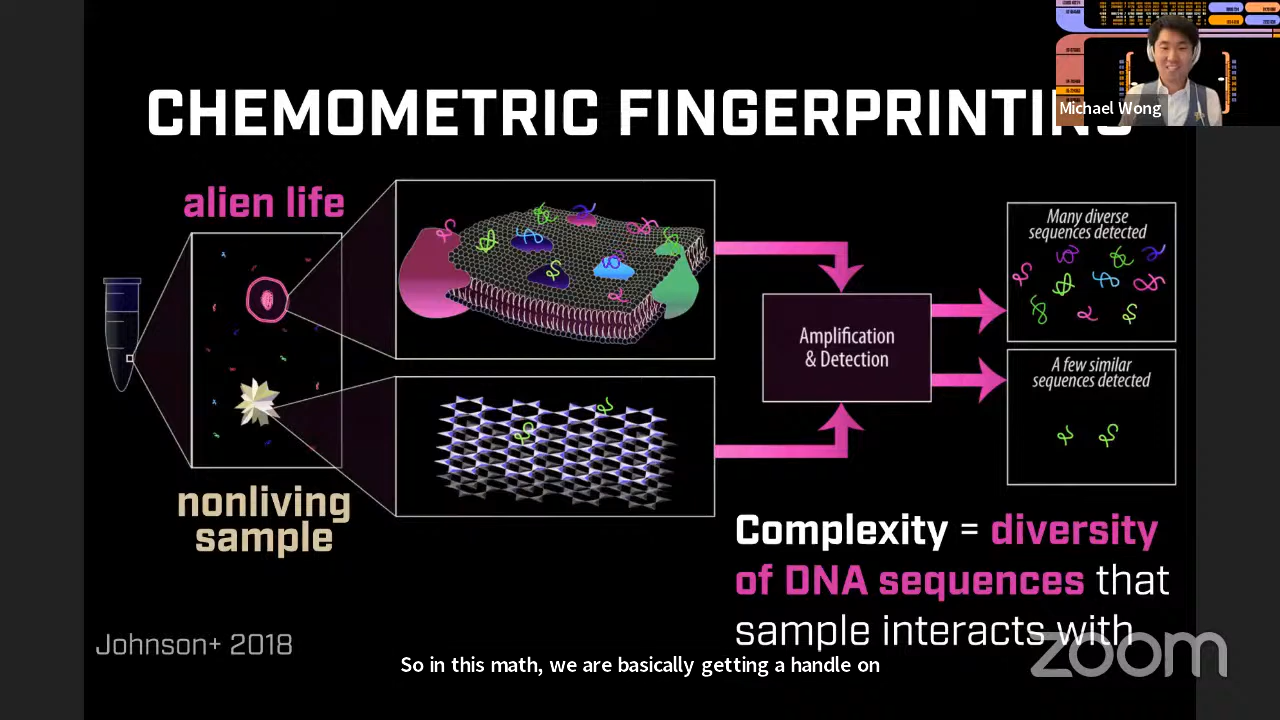 CHEMOMETRIC FINGERPRINTING
Michael Wong
alien life
nonliving
sample
Amplification
& Detection
Many diverse
sequences detected
A few similar
sequences detected
Complexity = diversity
of DNA sequences that
sample interacts with
Johnson+ 2018
So in this math, we are basically getting a handle on
zoom